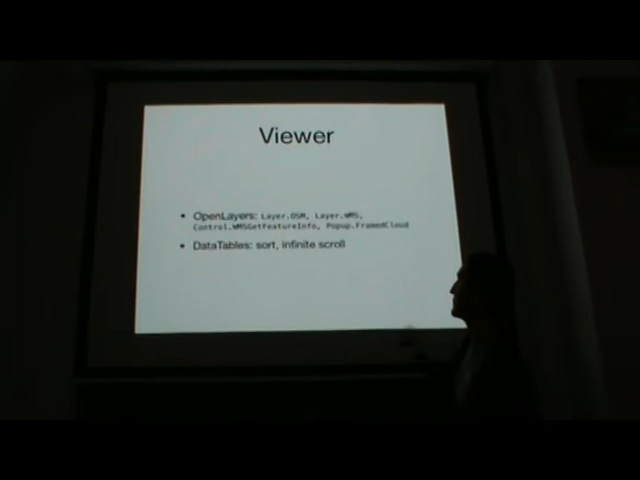 Viewer
• OpenLayers: Layer.OSM, Layer.WMS,
Control.WMSGetFeatureInfo, Popup.FramedCloud
• DataTables: sort, infinite scroll